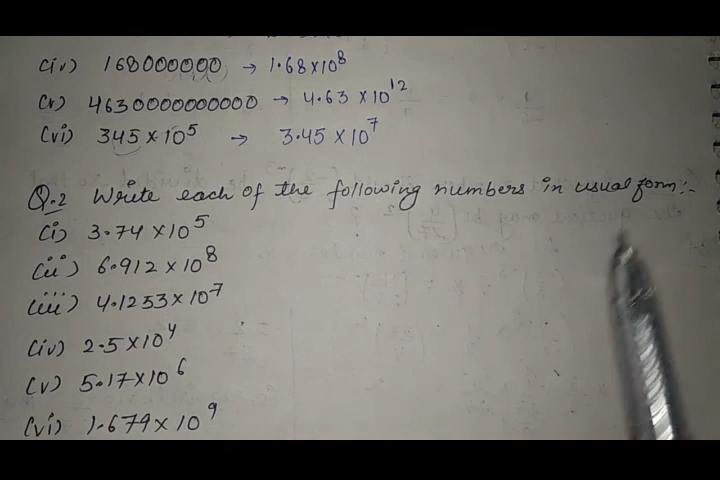 (iv) 168000000 → 1.68×10⁸
(v) 4630000000000 → 4.63 × 10¹²
(vi) 345 × 10⁵ → 3.45 × 10⁷
Q.2 Write each of the following numbers in usual form:-
(i) 3.74 × 10⁵
(ii) 6.912 × 10⁸
(iii) 4.1253 × 10⁷
(iv) 2.5 × 10⁴
(v) 5.17 × 10⁶
(vi) 1.679 × 10⁹